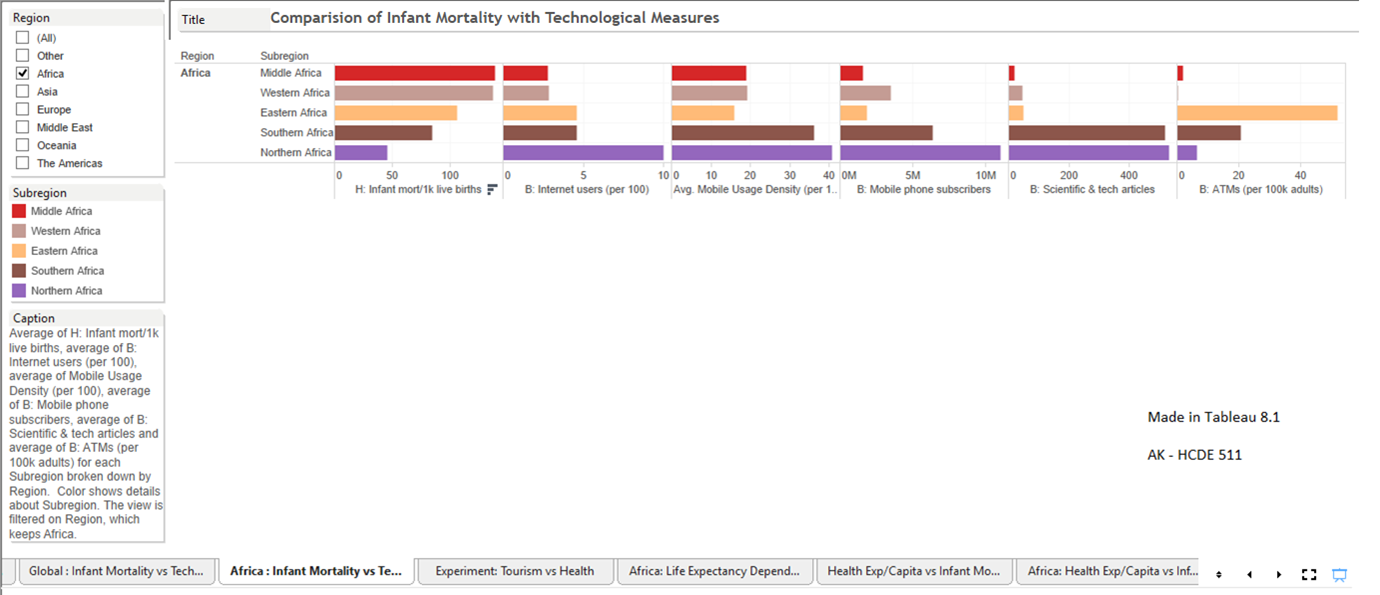 Region
(All)
Other
Africa
Asia
Europe
Middle East
Oceania
The Americas
Subregion
Middle Africa
Western Africa
Eastern Africa
Southern Africa
Northern Africa
Caption
Average of H: Infant mort/1k
live births, average of B:
Internet users (per 100),
average of Mobile Usage
Density (per 100), average
of B: Mobile phone
subscribers, average of B:
Scientific & tech articles and
average of B: ATMs (per
100k adults) for each
Subregion broken down by
Region. Color shows details
about Subregion. The view is
filtered on Region, which
keeps Africa.
Title
Comparision of Infant Mortality with Technological Measures
Region Subregion
Africa Middle Africa
Western Africa
Eastern Africa
Southern Africa
Northern Africa
0 50 100 0 5 10 0 10 20 30 40 0M 5M 10M 0 200 400 0 20 40
H: Infant mort/1k live births B: Internet users (per 100) Avg. Mobile Usage Density (per 1.. B: Mobile phone subscribers B: Scientific & tech articles B: ATMs (per 100k adults)
Made in Tableau 8.1
AK - HCDE 511
Global : Infant Mortality vs Tech... Africa : Infant Mortality vs Te... Experiment: Tourism vs Health Africa: Life Expectancy Depend... Health Exp/Capita vs Infant Mo... Africa: Health Exp/Capita vs Inf...